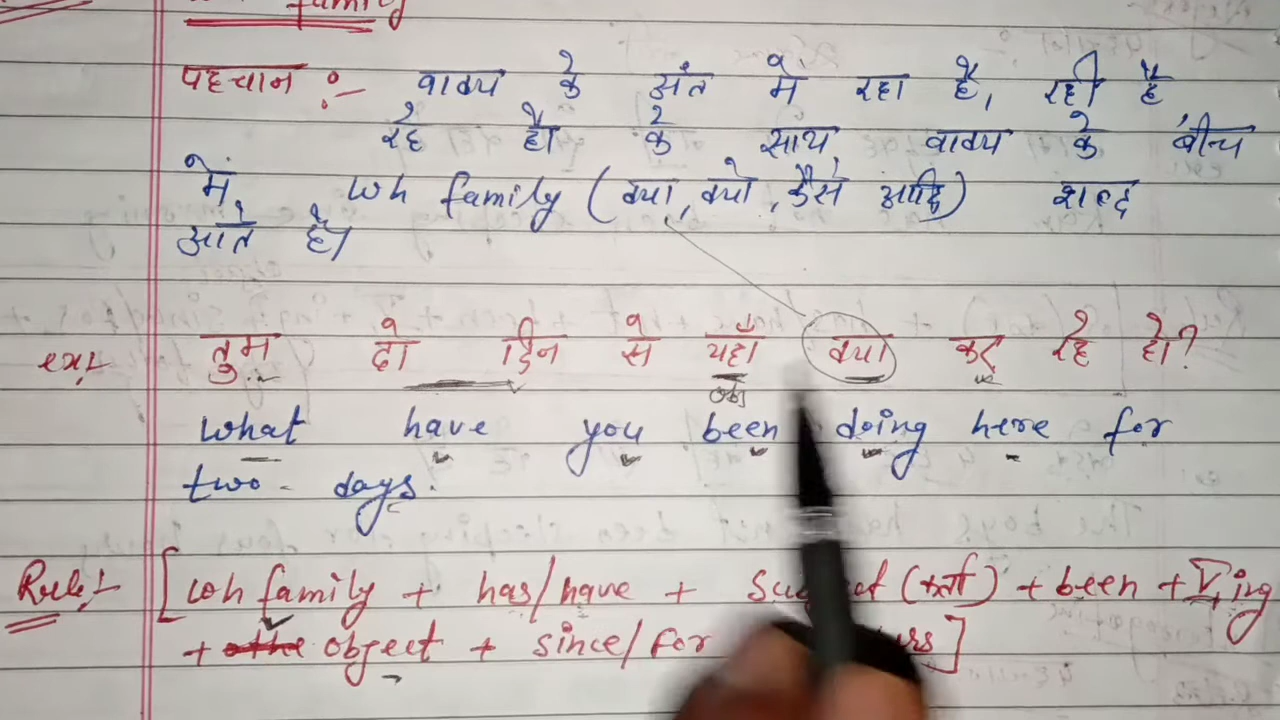 family
पहचान :- वाक्य के अंत में रहा है, रही है
रहे हो के साथ वाक्य के बीच
में, Wh family (क्या, क्यों, कैसे आदि) शब्द
आते हैं।
ex:- तुम दो दिन से यहाँ क्या कर रहे हो?
what have you been doing here for
two days.
Rule:- [Wh family + has/have + (कर्ता) + been + V₁ing
+ object + since/for ]